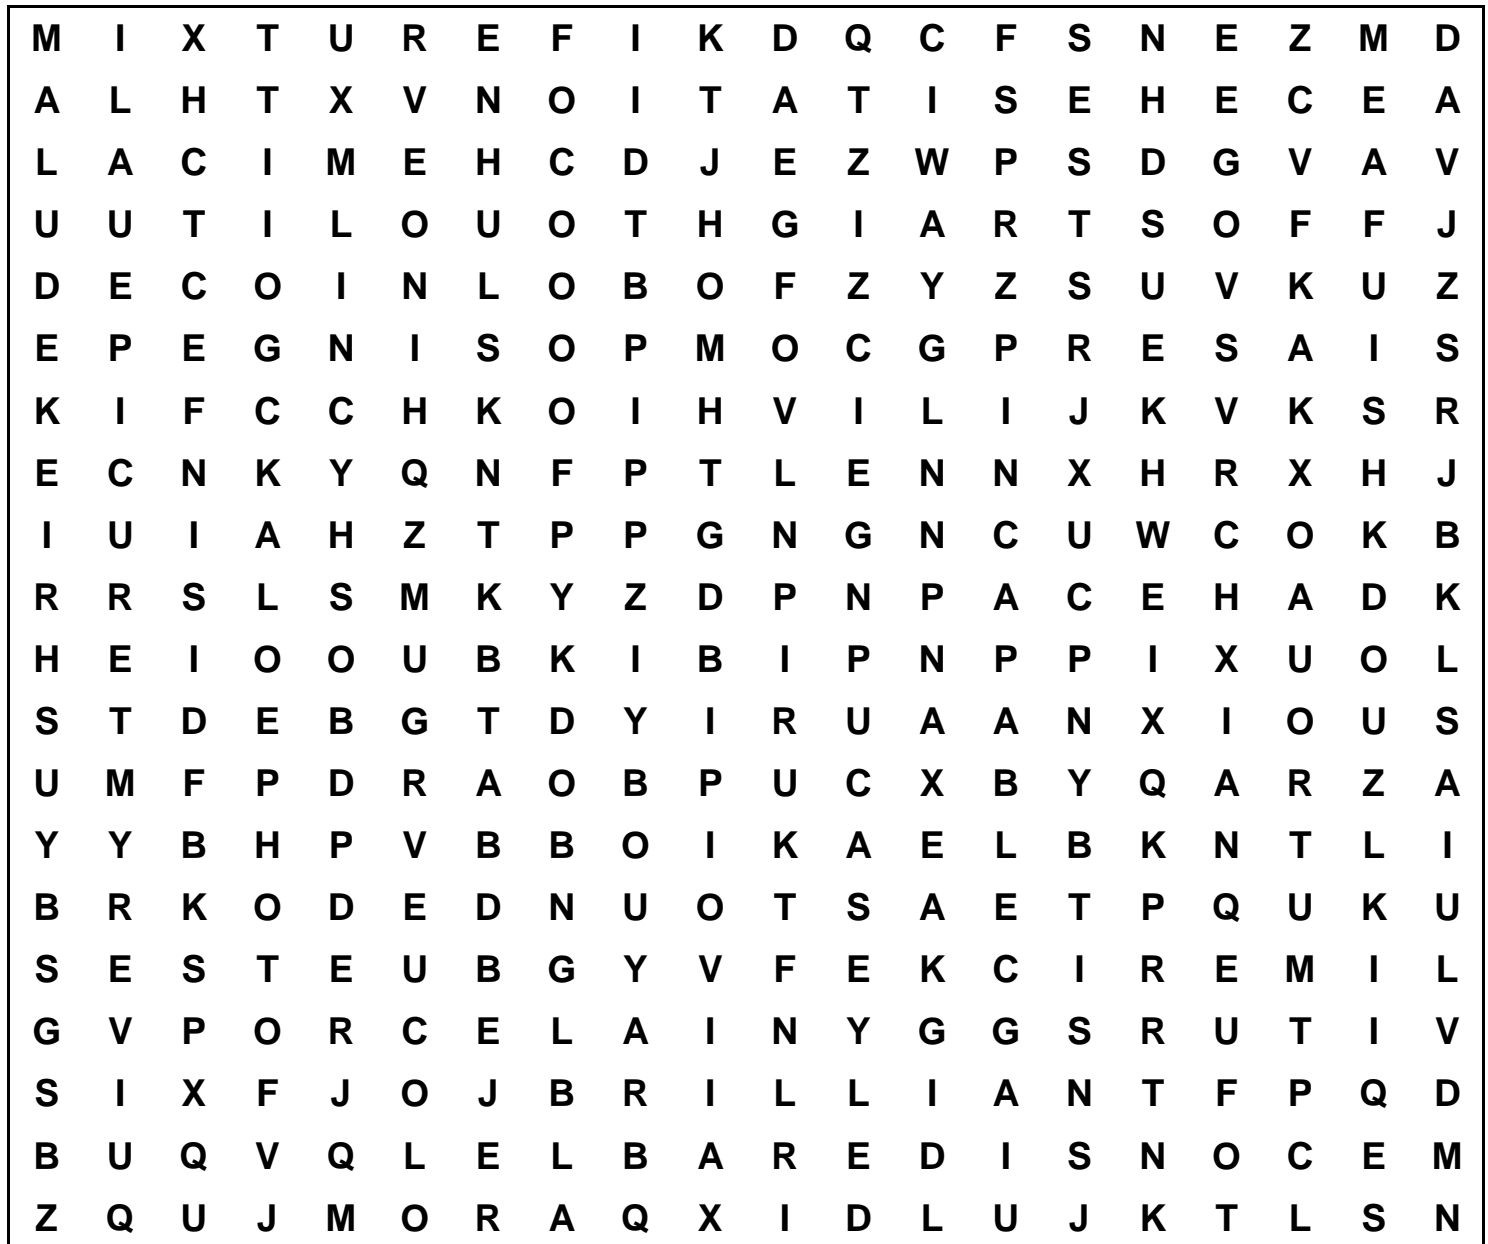 M I X T U R E F I K D Q C F S N E Z M D
A L H T X V N O I T A T I S E H E C E A
L A C I M E H C D J E Z W P S D G V A V
U U T I L O U O T H G I A R T S O F F J
D E C O I N L O B O F Z Y Z S U V K U Z
E P E G N I S O P M O C G P R E S A I S
K I F C C H K O I H V I L I J K V K S R
E C N K Y Q N F P T L E N N X H R X H J
I U I A H Z T P P G N G N C U W C O K B
R R S L S M K Y Z D P N P A C E H A D K
H E I O O U B K I B I P N P P I X U O L
S T D E B G T D Y I R U A A N X I O U S
U M F P D R A O B P U C X B Y Q A R Z A
Y Y B H P V B B O I K A E L B K N T L I
B R K O D E D N U O T S A E T P Q U K U
S E S T E U B G Y V F E K C I R E M I L
G V P O R C E L A I N Y G G S R U T I V
S I X F J O J B R I L L I A N T F P Q D
B U Q V Q L E L B A R E D I S N O C E M
Z Q U J M O R A Q X I D L U J K T L S N